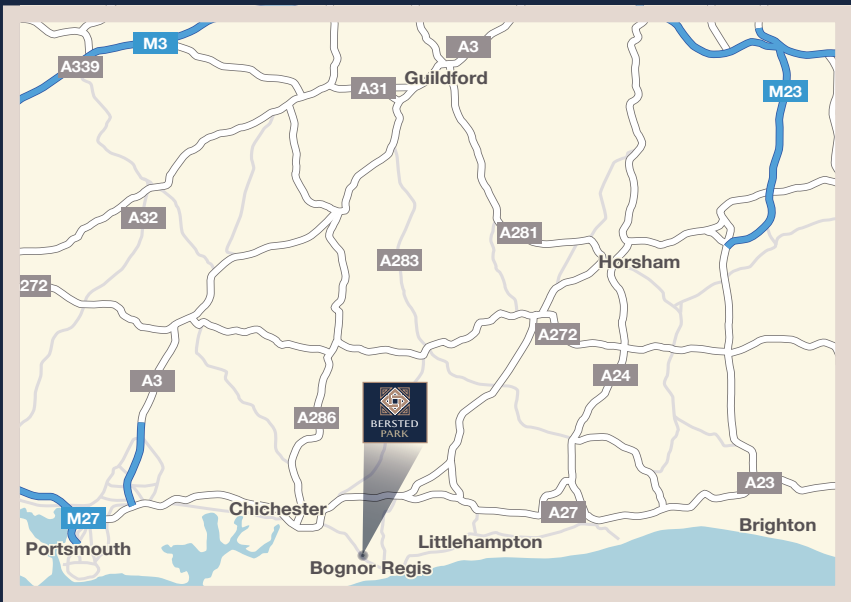 M3
A3
A339
A31
Guildford
M23
A32
A281
A283
Horsham
272
A272
A3
A24
A286
BERSTED
PARK
A23
Chichester
M27
A27
Brighton
Portsmouth
Littlehampton
Bognor Regis